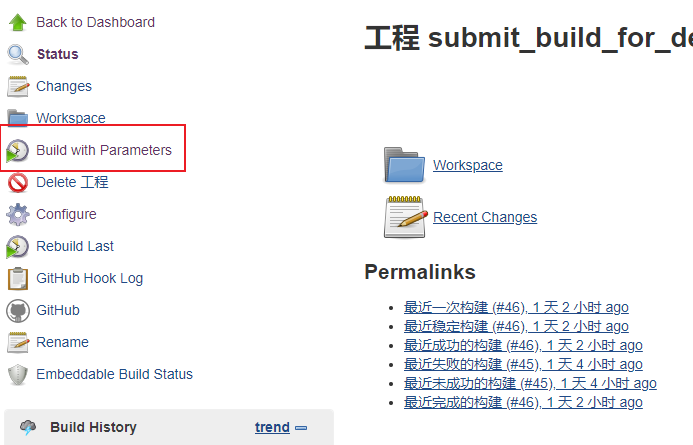 Back to Dashboard
Status
Changes
Workspace
Build with Parameters
Delete 工程
Configure
Rebuild Last
GitHub Hook Log
GitHub
Rename
Embeddable Build Status
Build History trend
工程 submit_build_for_de
Workspace
Recent Changes
Permalinks
最近一次构建 (#46), 1 天 2 小时 ago
最近稳定构建 (#46), 1 天 2 小时 ago
最近成功的构建 (#46), 1 天 2 小时 ago
最近失败的构建 (#45), 1 天 4 小时 ago
最近未成功的构建 (#45), 1 天 4 小时 ago
最近完成的构建 (#46), 1 天 2 小时 ago